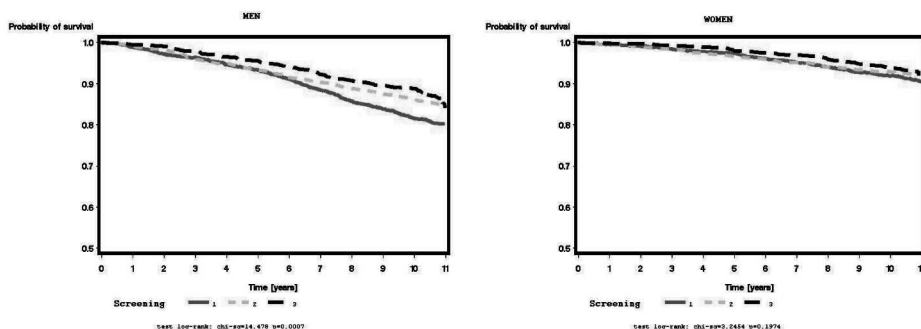 MEN
Probability of survival
1.0
0.9
0.8
0.7
0.6
0.5
0 1 2 3 4 5 6 7 8 9 10 11
Time [years]
Screening 1 2 3
test log-rank: chi-sq=14.478 p=0.0007
WOMEN
Probability of survival
1.0
0.9
0.8
0.7
0.6
0.5
0 1 2 3 4 5 6 7 8 9 10 1
Time [years]
Screening 1 2 3
test log-rank: chi-sq=3.2454 p=0.1974